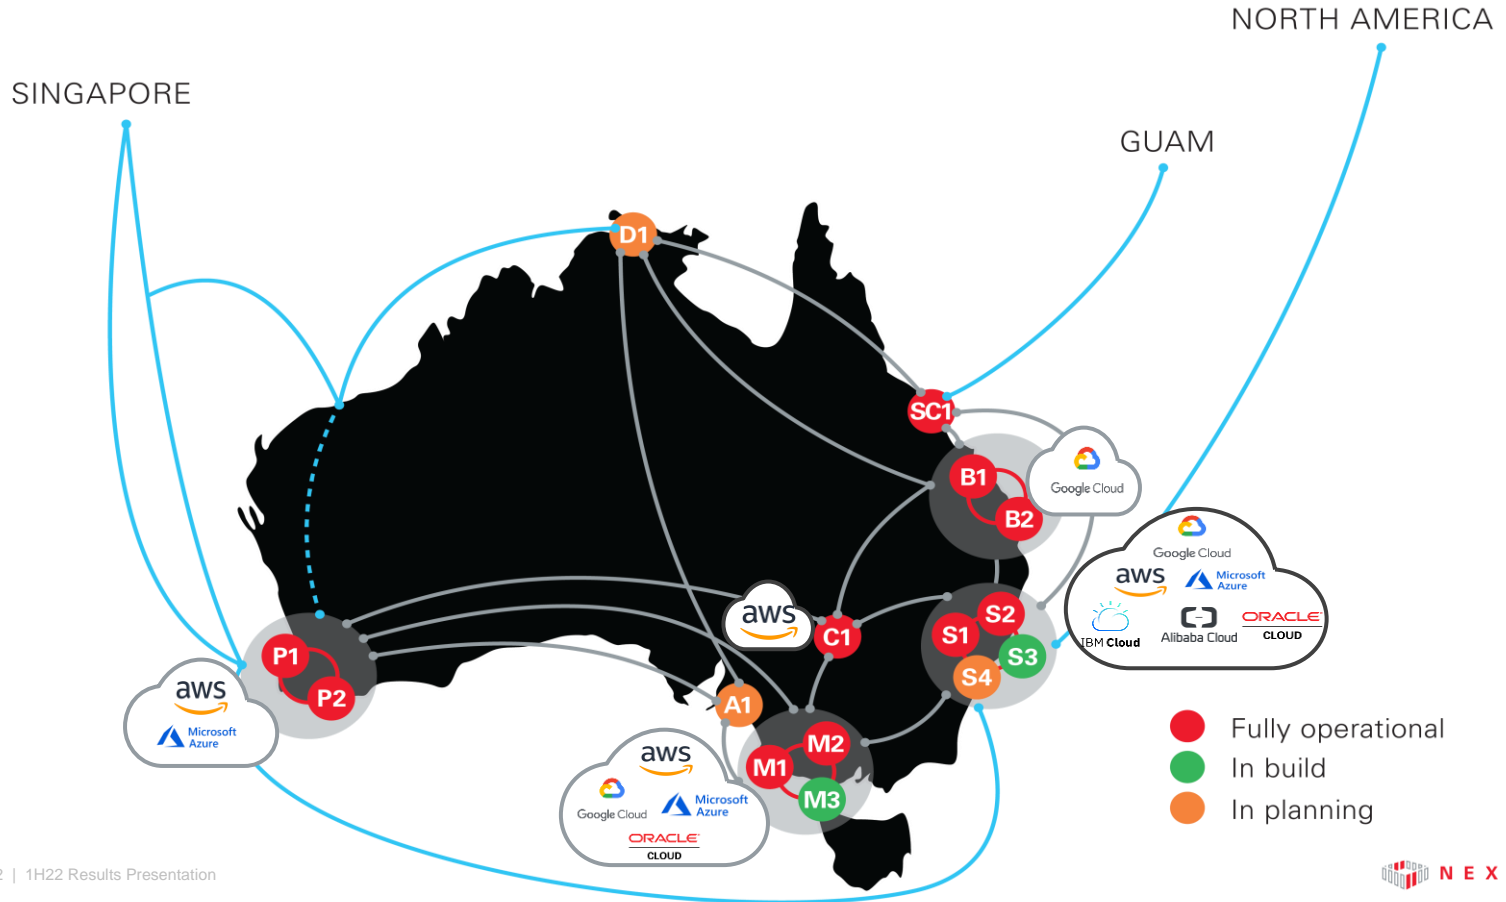 NORTH AMERICA
SINGAPORE
GUAM
D1
SC1
B1
B2
Google Cloud
Google Cloud
aws
Microsoft
Azure
IBM Cloud
Alibaba Cloud
ORACLE
CLOUD
S2
S1
S3
S4
aws
C1
P1
P2
aws
Microsoft
Azure
A1
M2
M1
M3
aws
Google Cloud
Microsoft
Azure
ORACLE
CLOUD
Fully operational
In build
In planning
2 | 1H22 Results Presentation
NEX